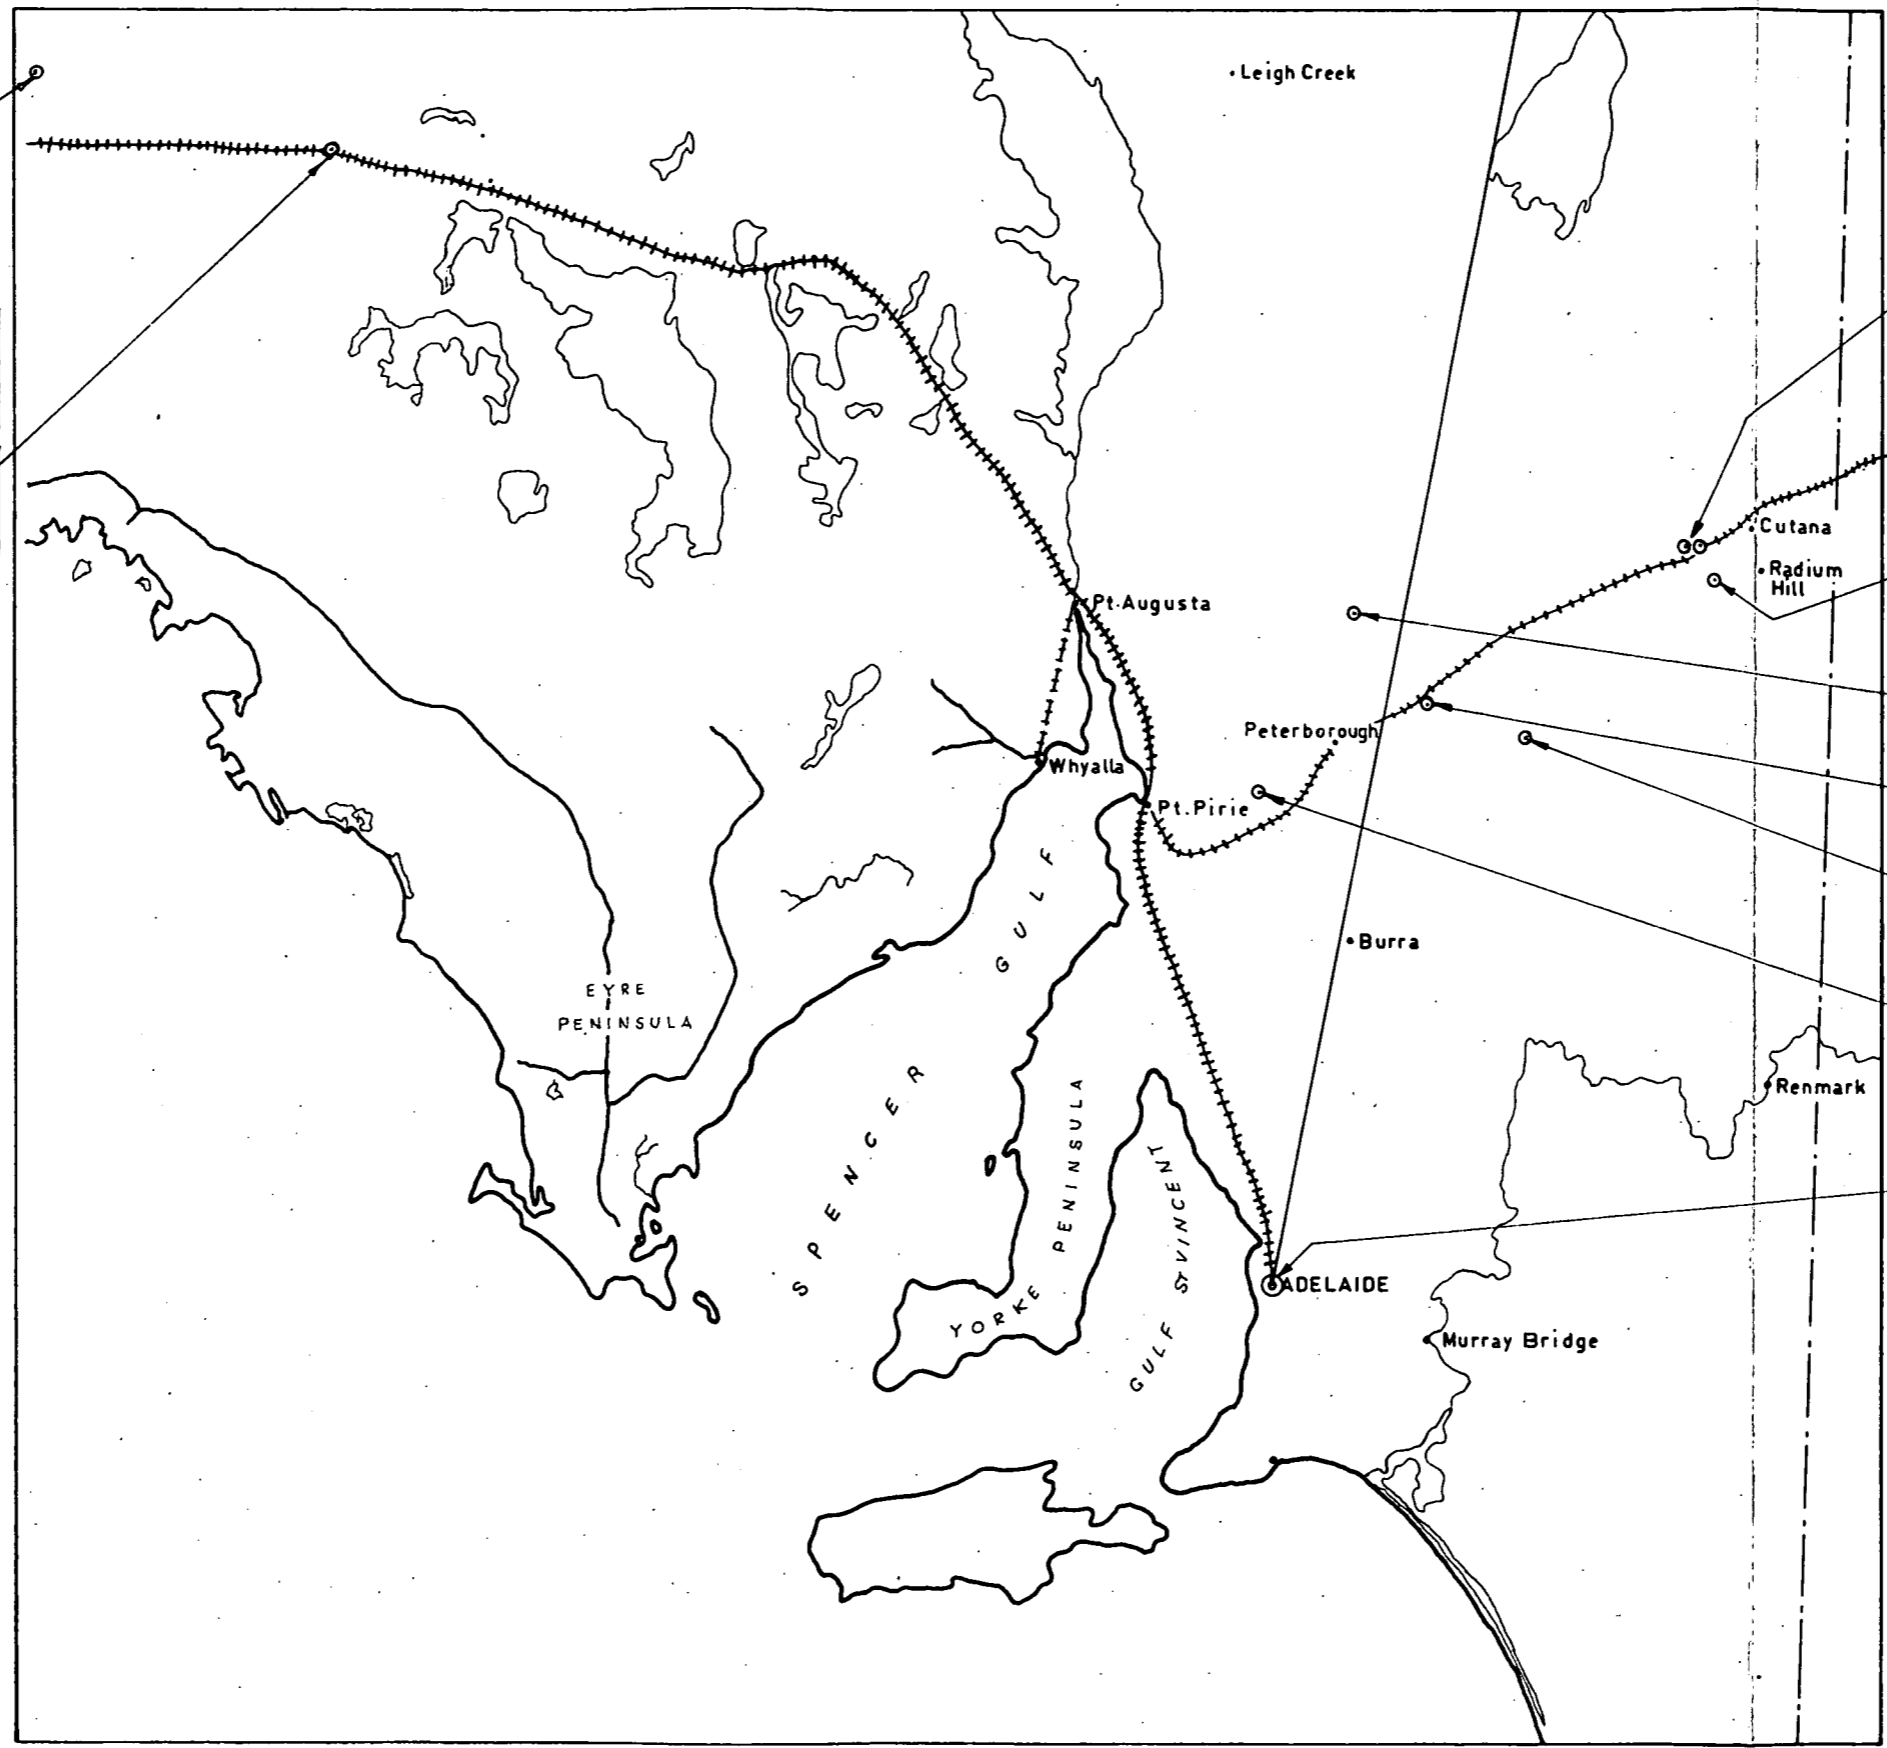 Leigh Creek
Cutana
Radium
Hill
Pt. Augusta
Peterborough
Whyalla
Pt. Pirie
Burra
EYRE
PENINSULA
SPENCER GULF
YORKE PENINSULA
GULF ST VINCENT
Renmark
ADELAIDE
Murray Bridge